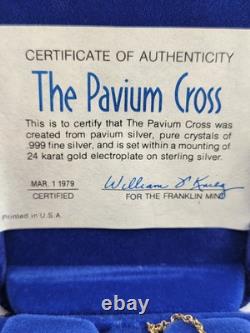 CERTIFICATE OF AUTHENTICITY
The Pavium Cross
This is to certify that The Pavium Cross was
created from pavium silver, pure crystals of
.999 fine silver, and is set within a mounting of
24 karat gold electroplate on sterling silver.
MAR. 1 1979
CERTIFIED
William
FOR THE FRANKLIN MINT
Printed in U.S.A.
worthpoint